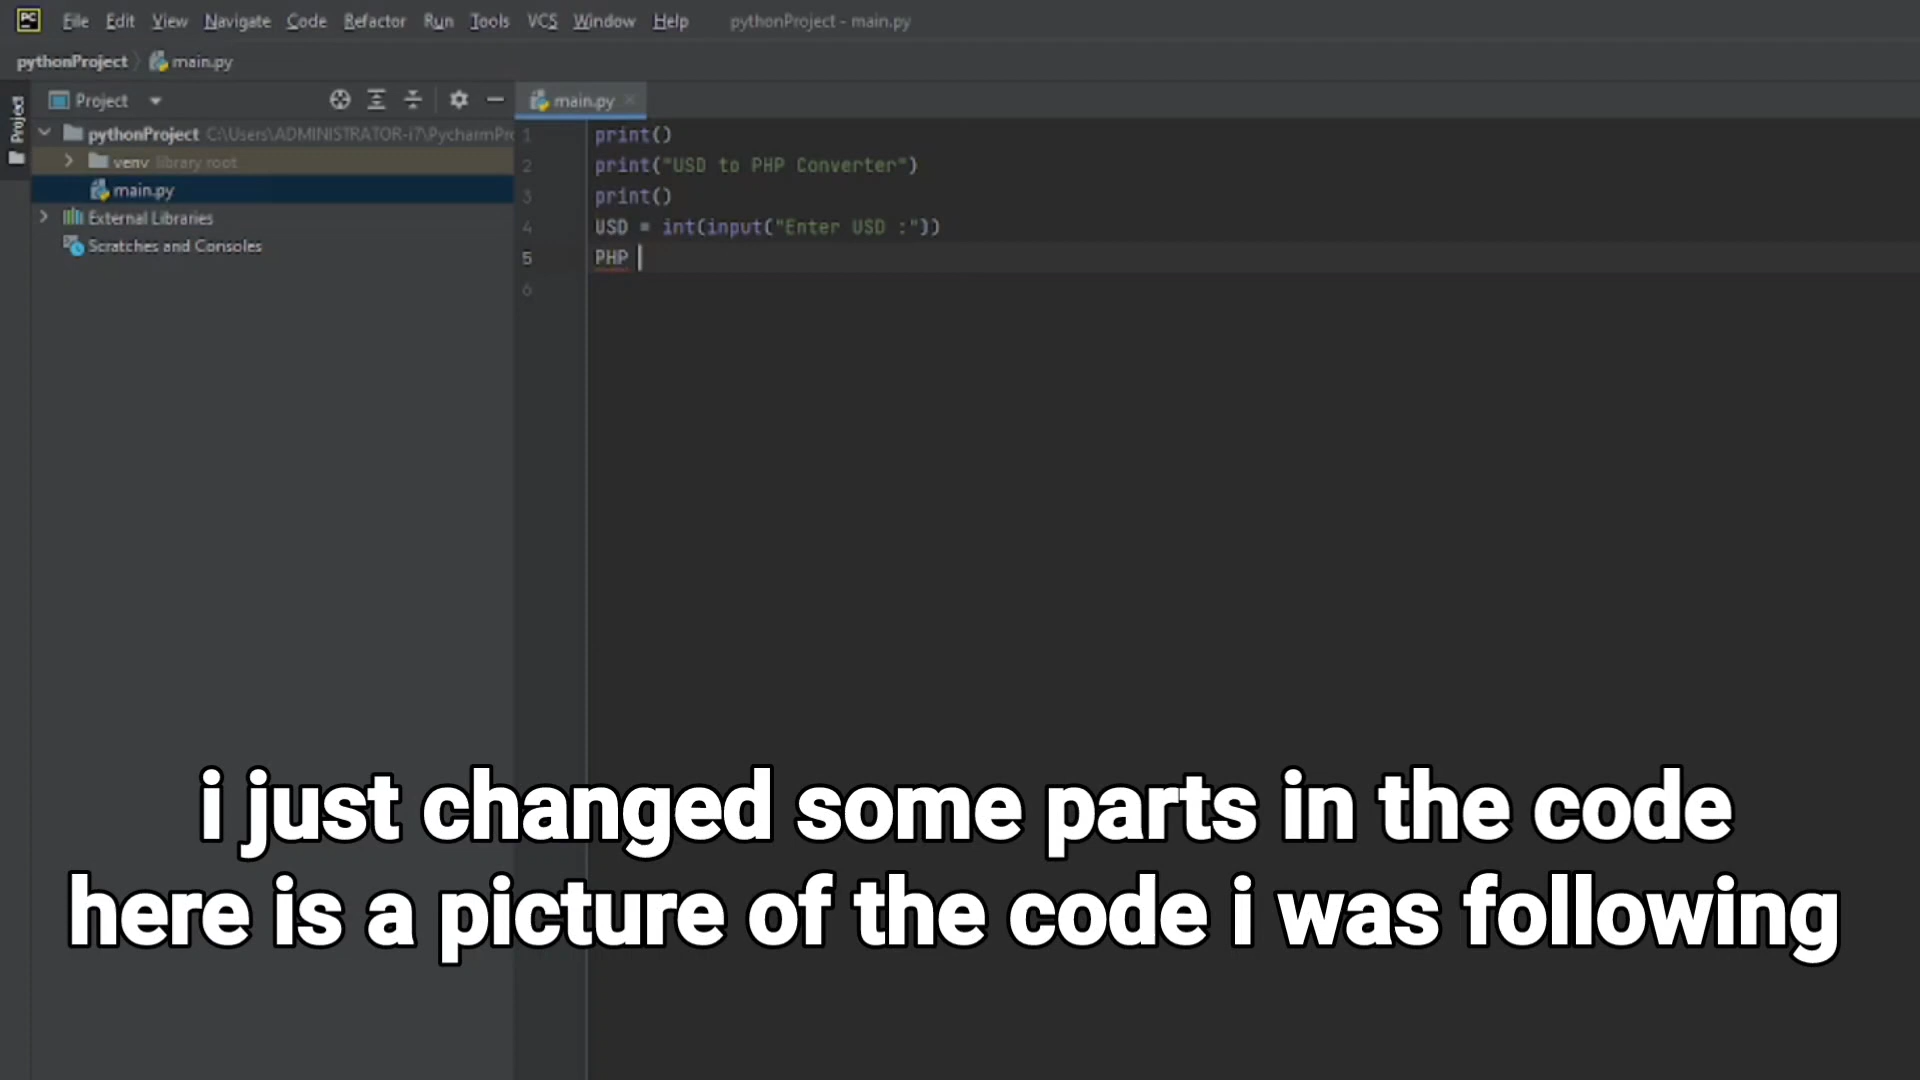 PC File Edit View Navigate Code Refactor Run Tools VCS Window Help pythonProject - main.py
pythonProject main.py
Project Project main.py
pythonProject C:\Users\ADMINISTRATOR-i7\PycharmPro
venv library root
main.py
External Libraries
Scratches and Consoles
1 print()
2 print("USD to PHP Converter")
3 print()
4 USD = int(input("Enter USD :"))
5 PHP
6
i just changed some parts in the code
here is a picture of the code i was following